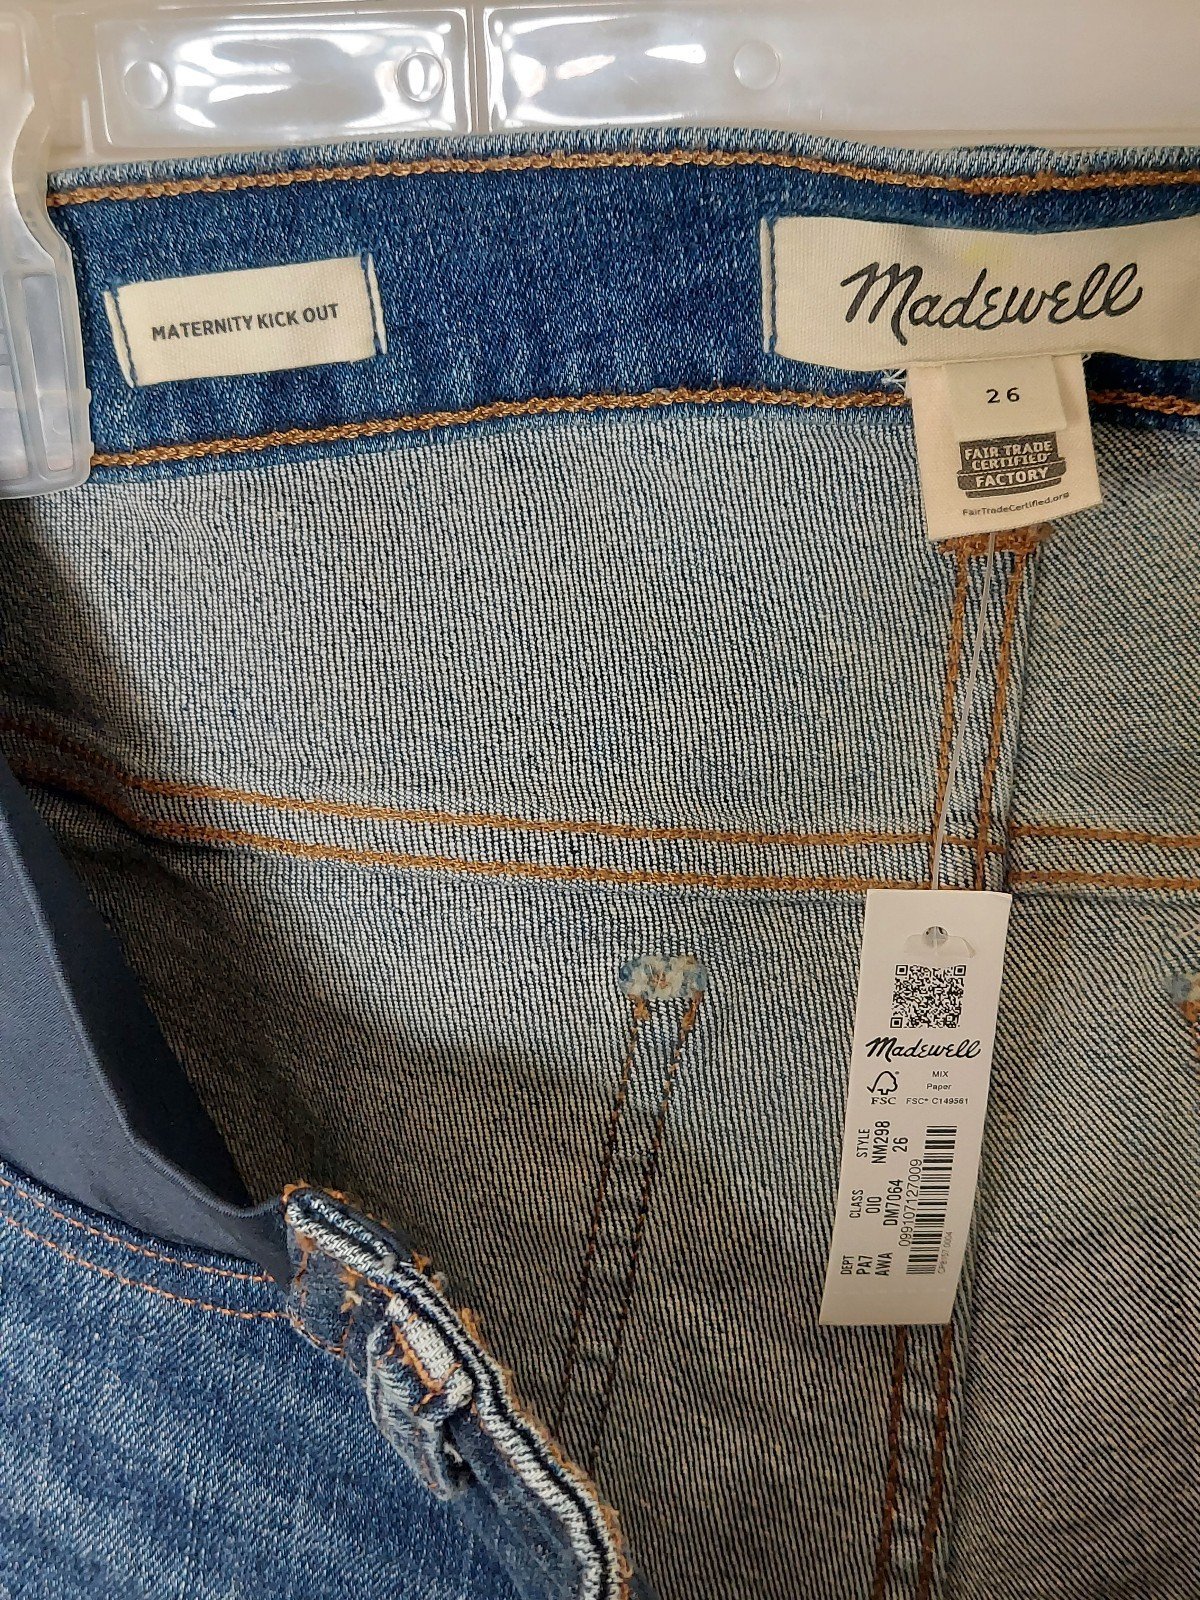 MATERNITY KICK OUT
Madewell
26
FAIR TRADE
CERTIFIED
FACTORY
FairTradeCertified.org
Madewell
FSC
MIX
Paper
FSC® C149561
STYLE
NM298
26
CLASS
010
DM7064
DEPT
PA7
AWA
099107127009